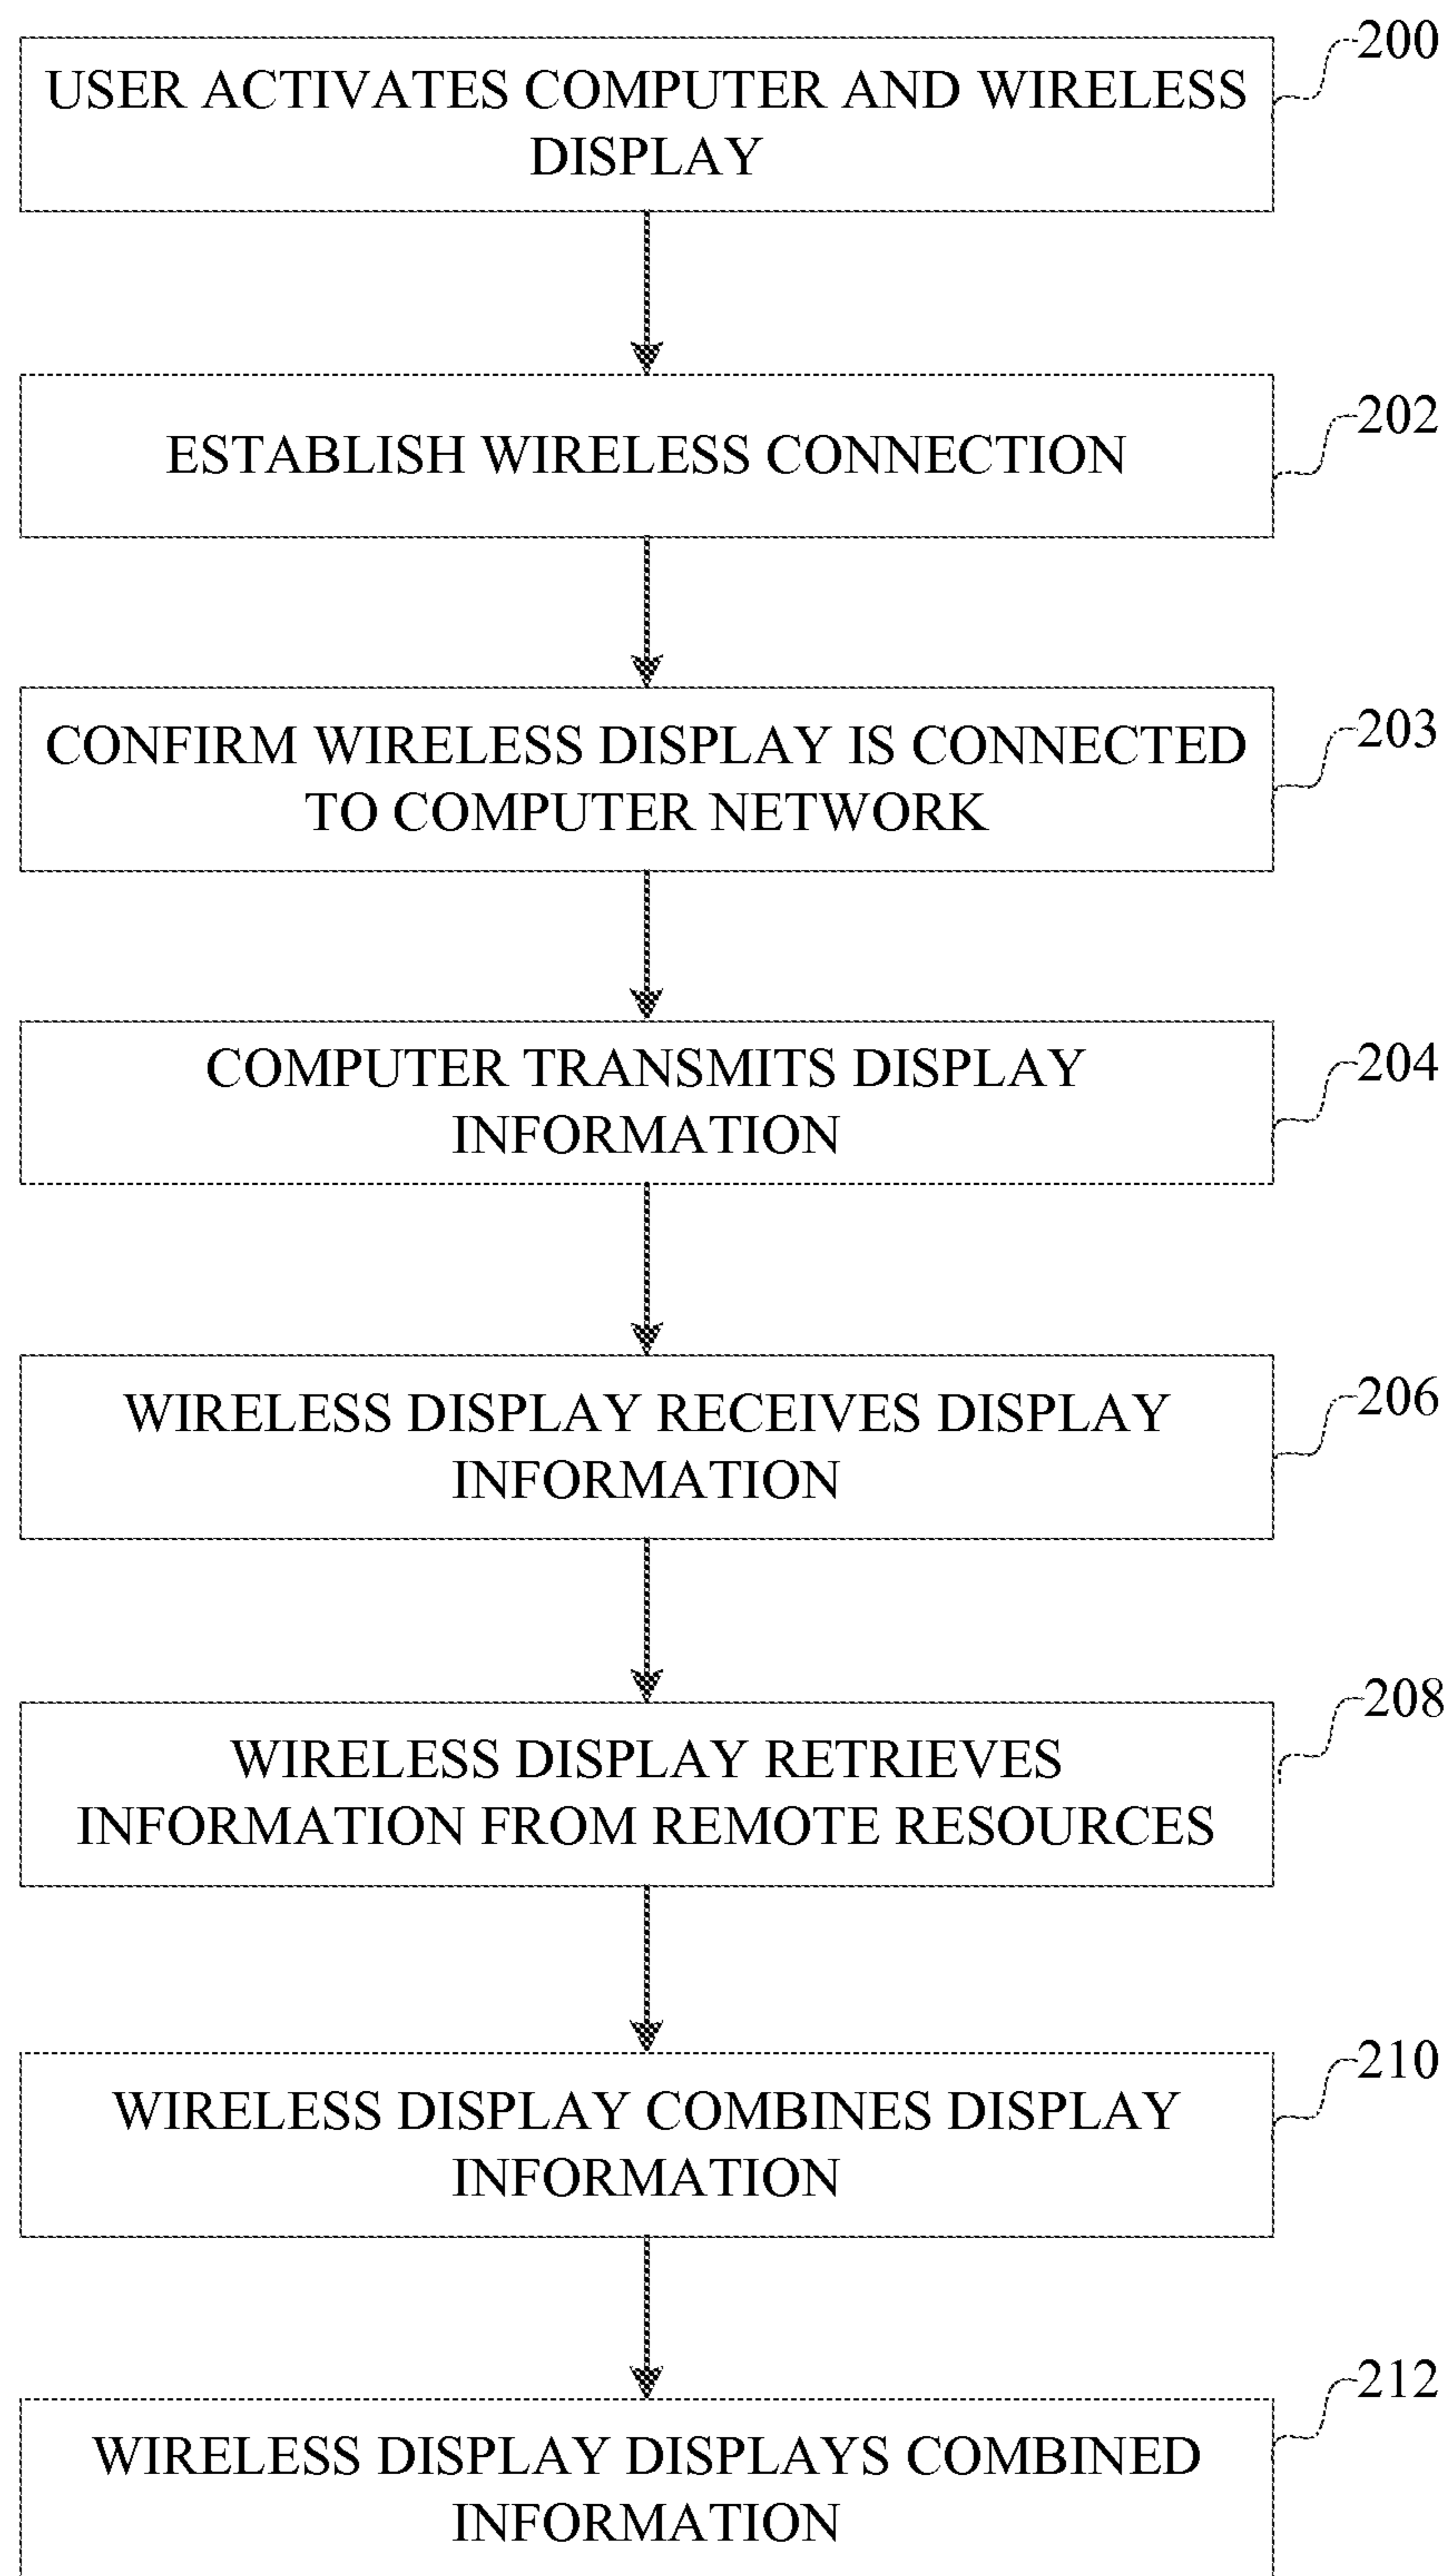 200
USER ACTIVATES COMPUTER AND WIRELESS
DISPLAY
202
ESTABLISH WIRELESS CONNECTION
203
CONFIRM WIRELESS DISPLAY IS CONNECTED
TO COMPUTER NETWORK
204
COMPUTER TRANSMITS DISPLAY
INFORMATION
206
WIRELESS DISPLAY RECEIVES DISPLAY
INFORMATION
208
WIRELESS DISPLAY RETRIEVES
INFORMATION FROM REMOTE RESOURCES
210
WIRELESS DISPLAY COMBINES DISPLAY
INFORMATION
212
WIRELESS DISPLAY DISPLAYS COMBINED
INFORMATION